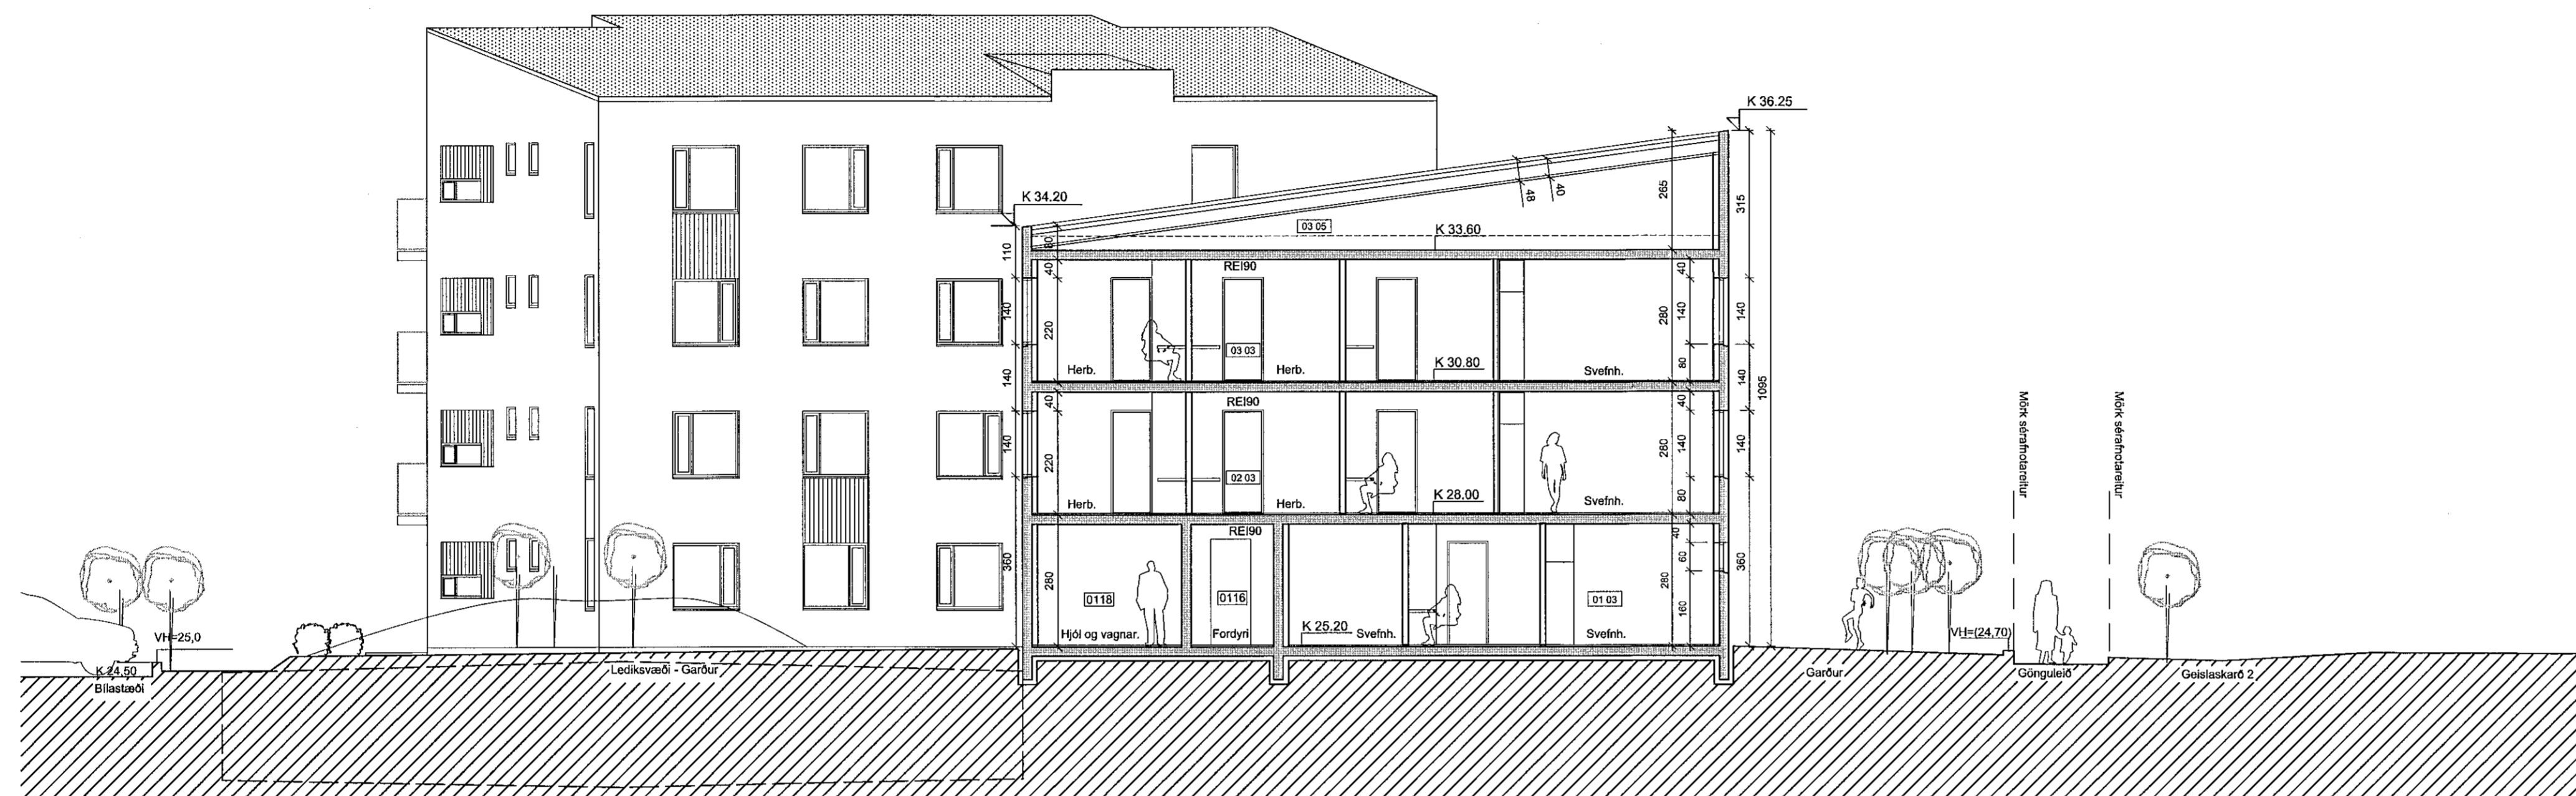 K 36.25
K 34.20
265
315
48
40
03 05
K 33.60
110
80
40
REI90
40
140
220
280
140
140
03 03
K 30.80
Herb.
Herb.
Svefnh.
80
140
140
1095
40
REI90
40
140
220
280
140
140
02 03
K 28.00
Herb.
Herb.
Svefnh.
80
Mörk sérafnotareitur
Mörk sérafnotareitur
REI90
40
60
360
280
280
360
160
0118
0116
01 03
K 25.20
Hjól og vagnar.
Fordyri
Svefnh.
Svefnh.
VH=25,0
VH=(24,70)
K 24,50
Bílastæði
Lediksvæði - Garður
Garður
Gönguleið
Geislaskarð 2